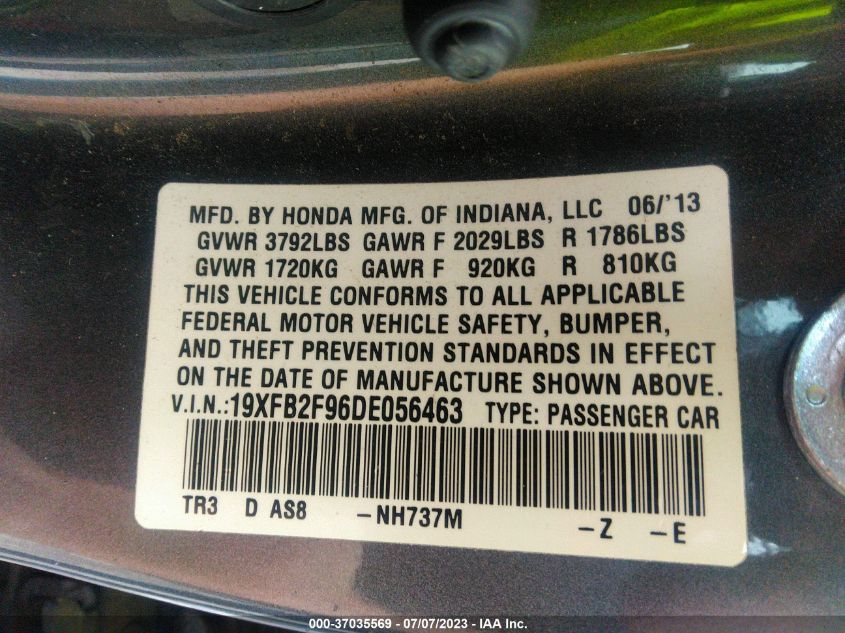 MFD. BY HONDA MFG. OF INDIANA, LLC 06/'13
GVWR 3792LBS GAWR F 2029LBS R 1786LBS
GVWR 1720KG GAWR F 920KG R 810KG
THIS VEHICLE CONFORMS TO ALL APPLICABLE
FEDERAL MOTOR VEHICLE SAFETY, BUMPER,
AND THEFT PREVENTION STANDARDS IN EFFECT
ON THE DATE OF MANUFACTURE SHOWN ABOVE.
V.I.N.:19XFB2F96DE056463 TYPE: PASSENGER CAR
TR3 D AS8 -NH737M -Z -E
000-37035569 / 07/07/2023 - IAA Inc.